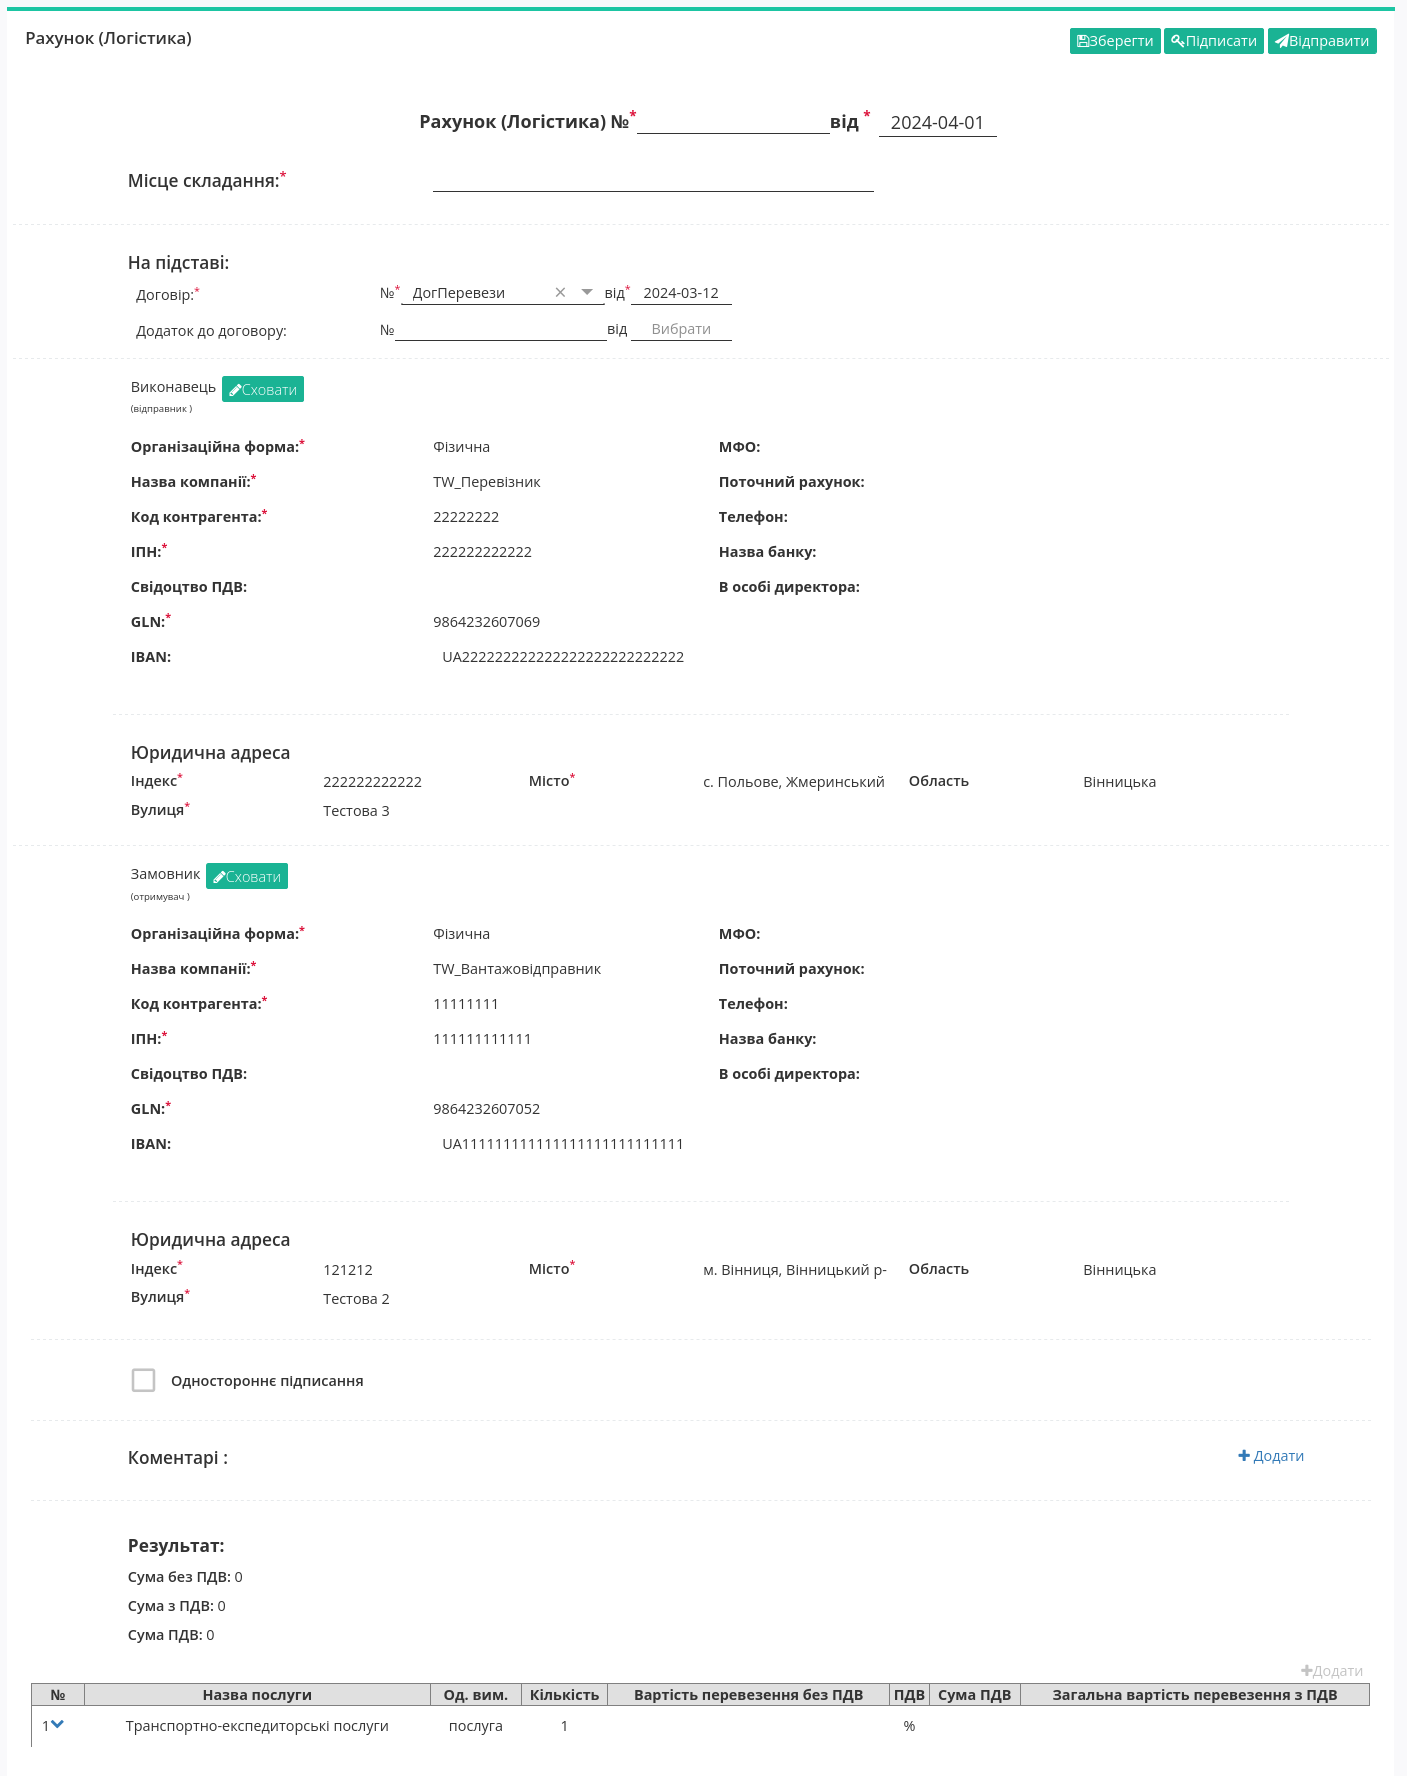 Рахунок (Логістика)
Зберегти Підписати Відправити
Рахунок (Логістика) №* від * 2024-04-01
Місце складання:*
На підставі:
Договір:* №* ДогПеревези × від* 2024-03-12
Додаток до договору: № від Вибрати
Виконавець Сховати
(відправник )
Організаційна форма:* Фізична МФО:
Назва компанії:* TW_Перевізник Поточний рахунок:
Код контрагента:* 22222222 Телефон:
ІПН:* 222222222222 Назва банку:
Свідоцтво ПДВ: В особі директора:
GLN:* 9864232607069
IBAN: UA222222222222222222222222222
Юридична адреса
Індекс* 222222222222 Місто* с. Польове, Жмеринський Область Вінницька
Вулиця* Тестова 3
Замовник Сховати
(отримувач )
Організаційна форма:* Фізична МФО:
Назва компанії:* TW_Вантажовідправник Поточний рахунок:
Код контрагента:* 11111111 Телефон:
ІПН:* 111111111111 Назва банку:
Свідоцтво ПДВ: В особі директора:
GLN:* 9864232607052
IBAN: UA111111111111111111111111111
Юридична адреса
Індекс* 121212 Місто* м. Вінниця, Вінницький р- Область Вінницька
Вулиця* Тестова 2
Одностороннє підписання
Коментарі : Додати
Результат:
Сума без ПДВ: 0
Сума з ПДВ: 0
Сума ПДВ: 0
Додати
№ Назва послуги Од. вим. Кількість Вартість перевезення без ПДВ ПДВ Сума ПДВ Загальна вартість перевезення з ПДВ
1 Транспортно-експедиторські послуги послуга 1 %